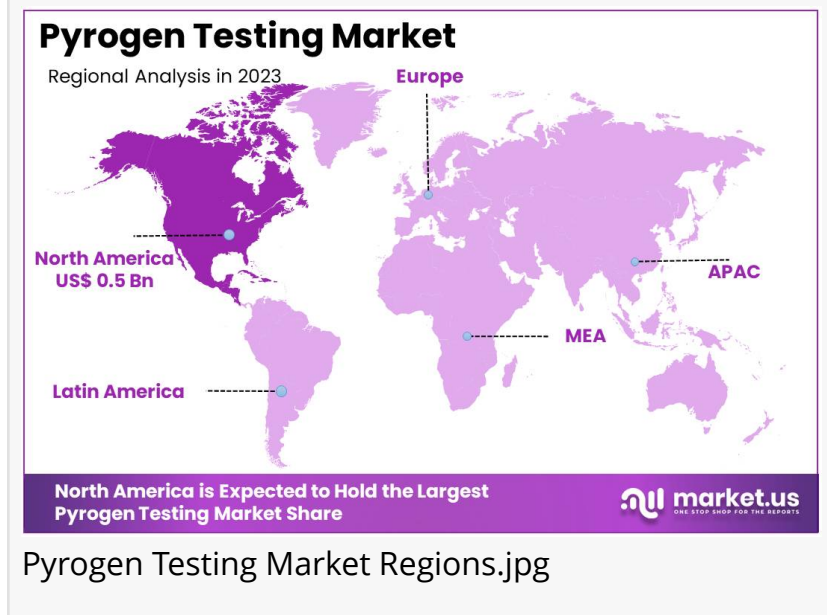 Pyrogen Testing Market
Regional Analysis in 2023
Europe
North America
US$ 0.5 Bn
APAC
MEA
Latin America
North America is Expected to Hold the Largest
Pyrogen Testing Market Share
market.us
ONE STOP SHOP FOR THE REPORTS
Pyrogen Testing Market Regions.jpg